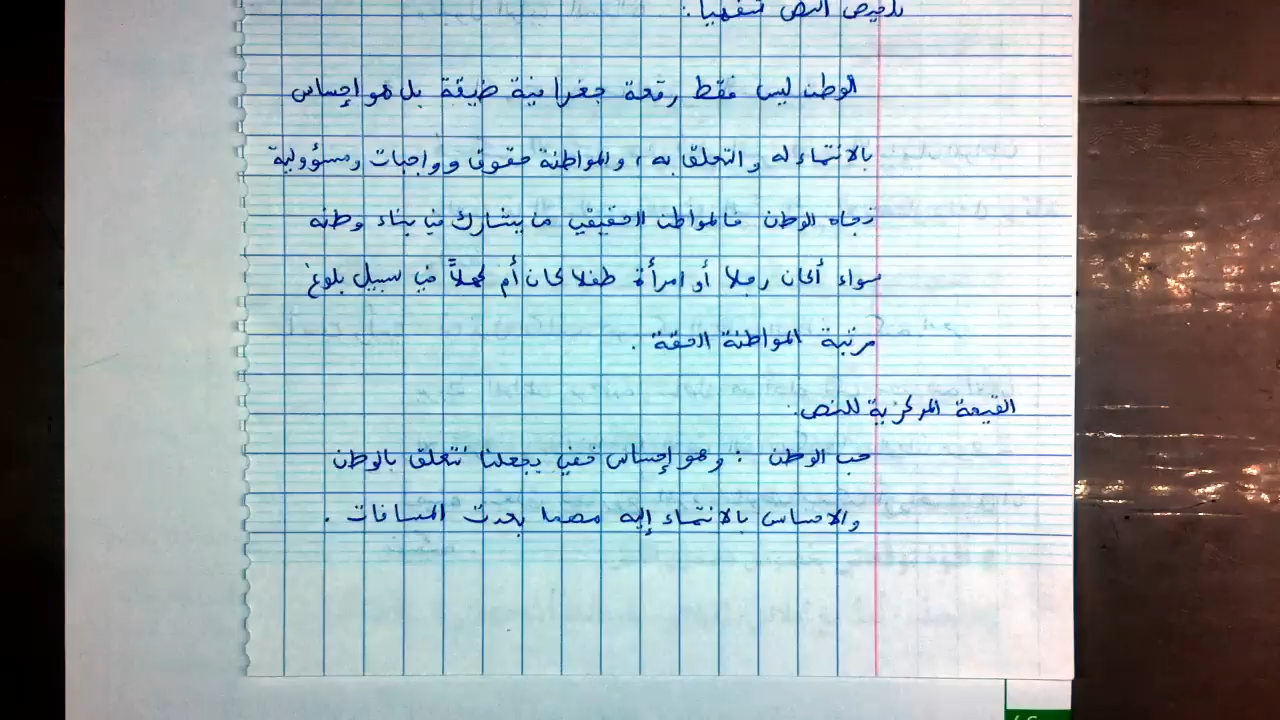 تلخيص النص شفهيا:
الوطن ليس فقط رقعة جغرافية ضيقة بل هو إحساس
بالانتماء له والتعلق به، والمواطنة حقوق وواجبات ومسؤولية
تجاه الوطن فالمواطن الحقيقي من يشارك في بناء وطنه
سواء أكان رجلا أو امرأة طفلا كان أم كهلاً في سبيل بلوغ
مرتبة المواطنة الحقة.
القيمة المركزية للنص:
حب الوطن: وهو إحساس خفي يجعلنا نتعلق بالوطن
والاحساس بالانتماء إليه مهما بعدت المسافات.